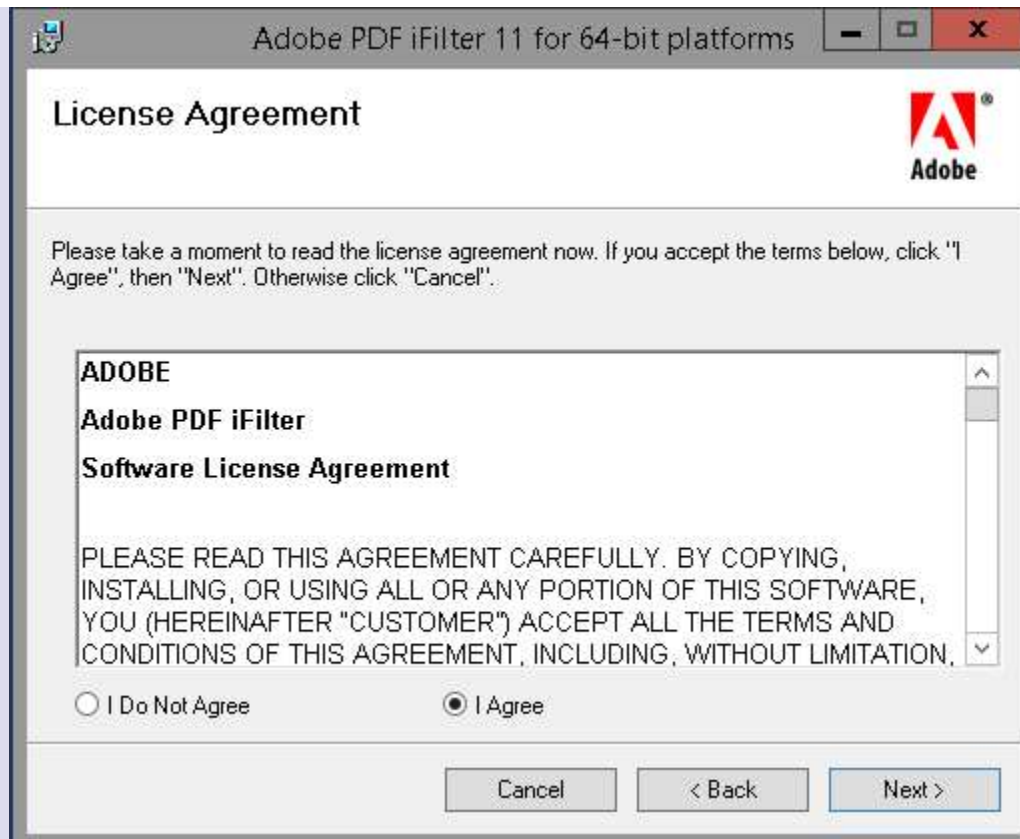 Adobe PDF iFilter 11 for 64-bit platforms
License Agreement
Adobe
Please take a moment to read the license agreement now. If you accept the terms below, click "I
Agree", then "Next". Otherwise click "Cancel".
ADOBE
Adobe PDF iFilter
Software License Agreement
PLEASE READ THIS AGREEMENT CAREFULLY. BY COPYING,
INSTALLING, OR USING ALL OR ANY PORTION OF THIS SOFTWARE,
YOU (HEREINAFTER "CUSTOMER") ACCEPT ALL THE TERMS AND
CONDITIONS OF THIS AGREEMENT, INCLUDING, WITHOUT LIMITATION,
I Do Not Agree I Agree
Cancel < Back Next >